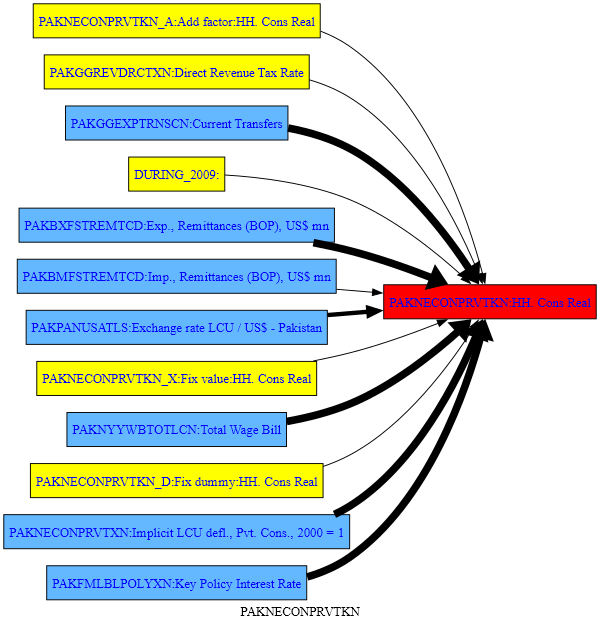 PAKNECONPRVTKN_A:Add factor:HH. Cons Real
PAKGGREVDRCTXN:Direct Revenue Tax Rate
PAKGGEXPTRNSCN:Current Transfers
DURING_2009:
PAKBXFSTREMTCD:Exp., Remittances (BOP), US$ mn
PAKBMFSTREMTCD:Imp., Remittances (BOP), US$ mn
PAKNECONPRVTKN:HH. Cons Real
PAKPANUSATLS:Exchange rate LCU / US$ - Pakistan
PAKNECONPRVTKN_X:Fix value:HH. Cons Real
PAKNYYWBTOTLCN:Total Wage Bill
PAKNECONPRVTKN_D:Fix dummy:HH. Cons Real
PAKNECONPRVTXN:Implicit LCU defl., Pvt. Cons., 2000 = 1
PAKFMLBLPOLYXN:Key Policy Interest Rate
PAKNECONPRVTKN